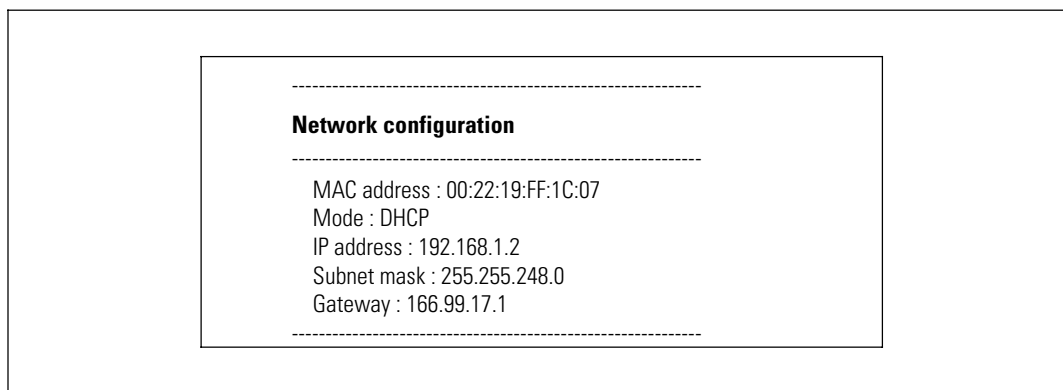 ------------------------------------------------------------
Network configuration
------------------------------------------------------------
MAC address : 00:22:19:FF:1C:07
Mode : DHCP
IP address : 192.168.1.2
Subnet mask : 255.255.248.0
Gateway : 166.99.17.1
------------------------------------------------------------